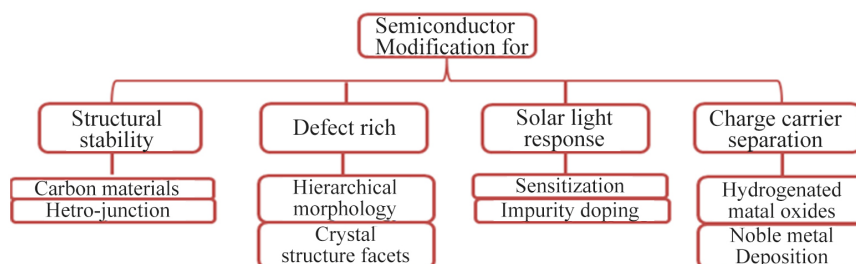 Semiconductor
Modification for
Structural
stability
Defect rich
Solar light
response
Charge carrier
separation
Carbon materials
Hetro-junction
Hierarchical
morphology
Crystal
structure facets
Sensitization
Impurity doping
Hydrogenated
matal oxides
Noble metal
Deposition